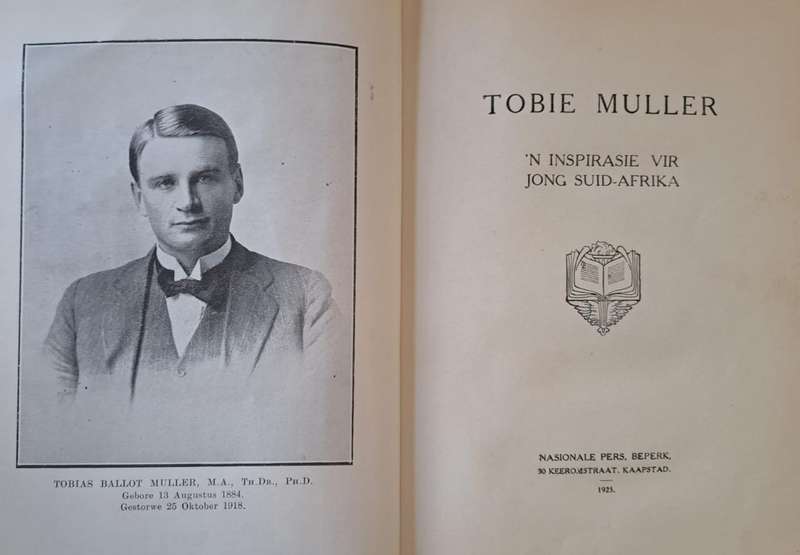 TOBIAS BALLOT MULLER, M.A., TH.DR., PH.D.
Gebore 13 Augustus 1884.
Gestorwe 25 Oktober 1918.
TOBIE MULLER
'N INSPIRASIE VIR
JONG SUID-AFRIKA
NASIONALE PERS, BEPERK,
30 KEEROMSTRAAT, KAAPSTAD.
1925.